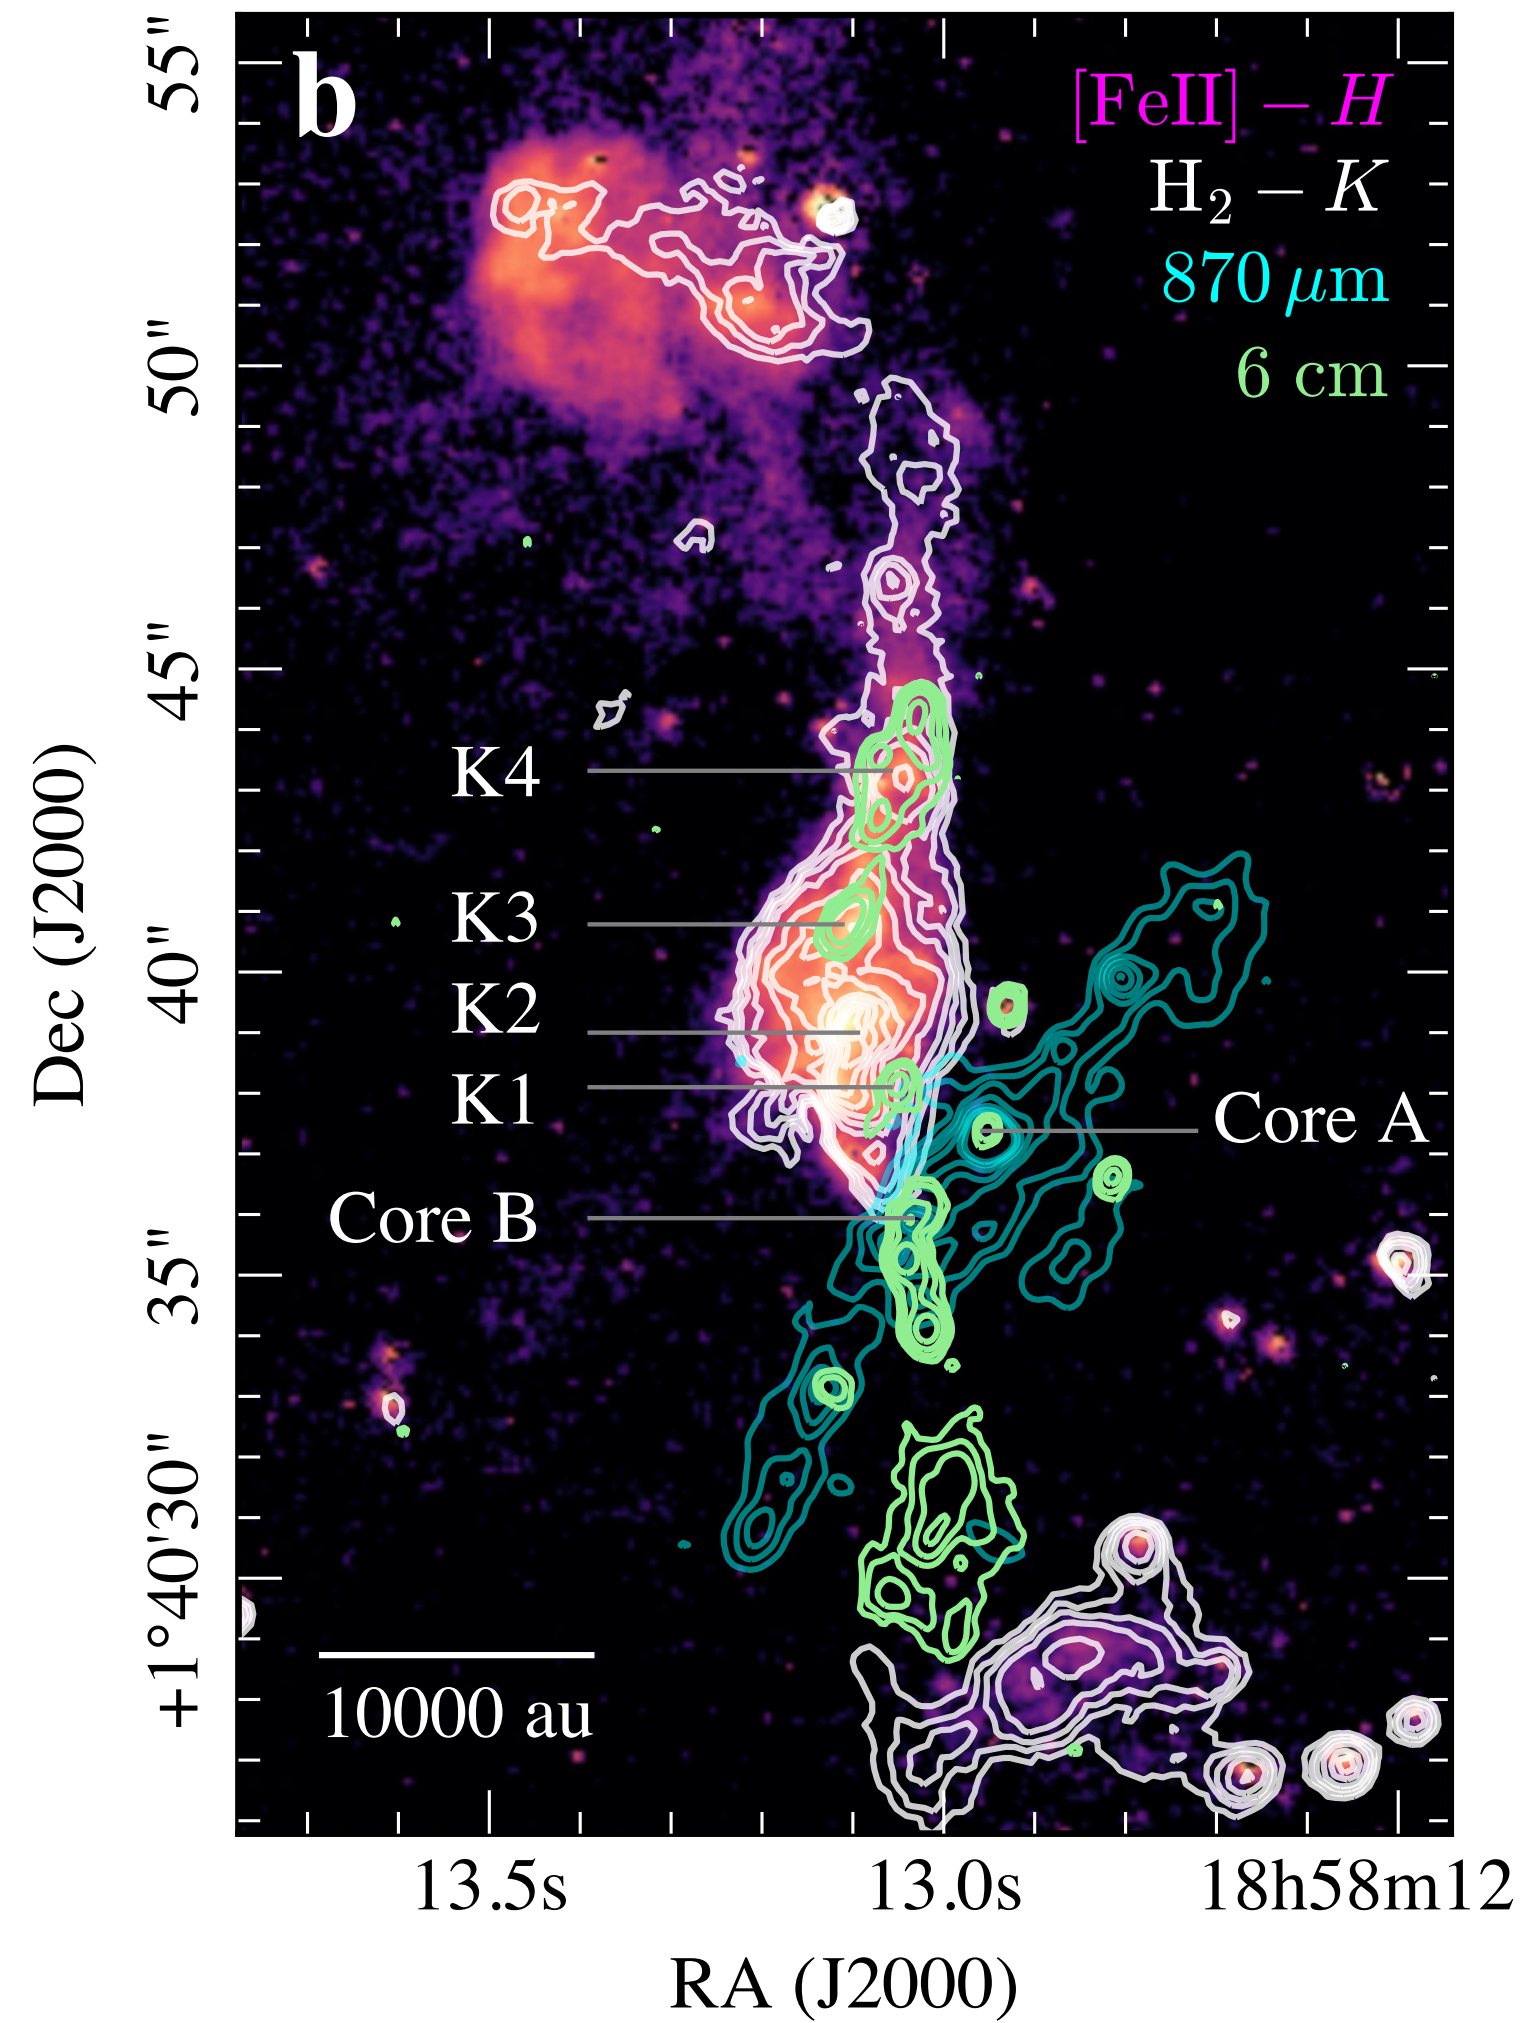 b
[FeII] – H
H₂ – K
870 μm
6 cm
55"
50"
45"
40"
35"
+1°40'30"
Dec (J2000)
K4
K3
K2
K1
Core A
Core B
10000 au
13.5s
13.0s
18h58m12
RA (J2000)